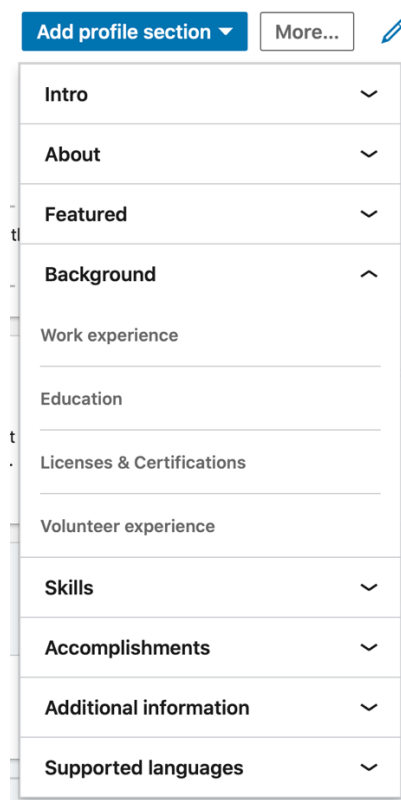 Add profile section
More...
Intro
About
Featured
Background
Work experience
Education
Licenses & Certifications
Volunteer experience
Skills
Accomplishments
Additional information
Supported languages